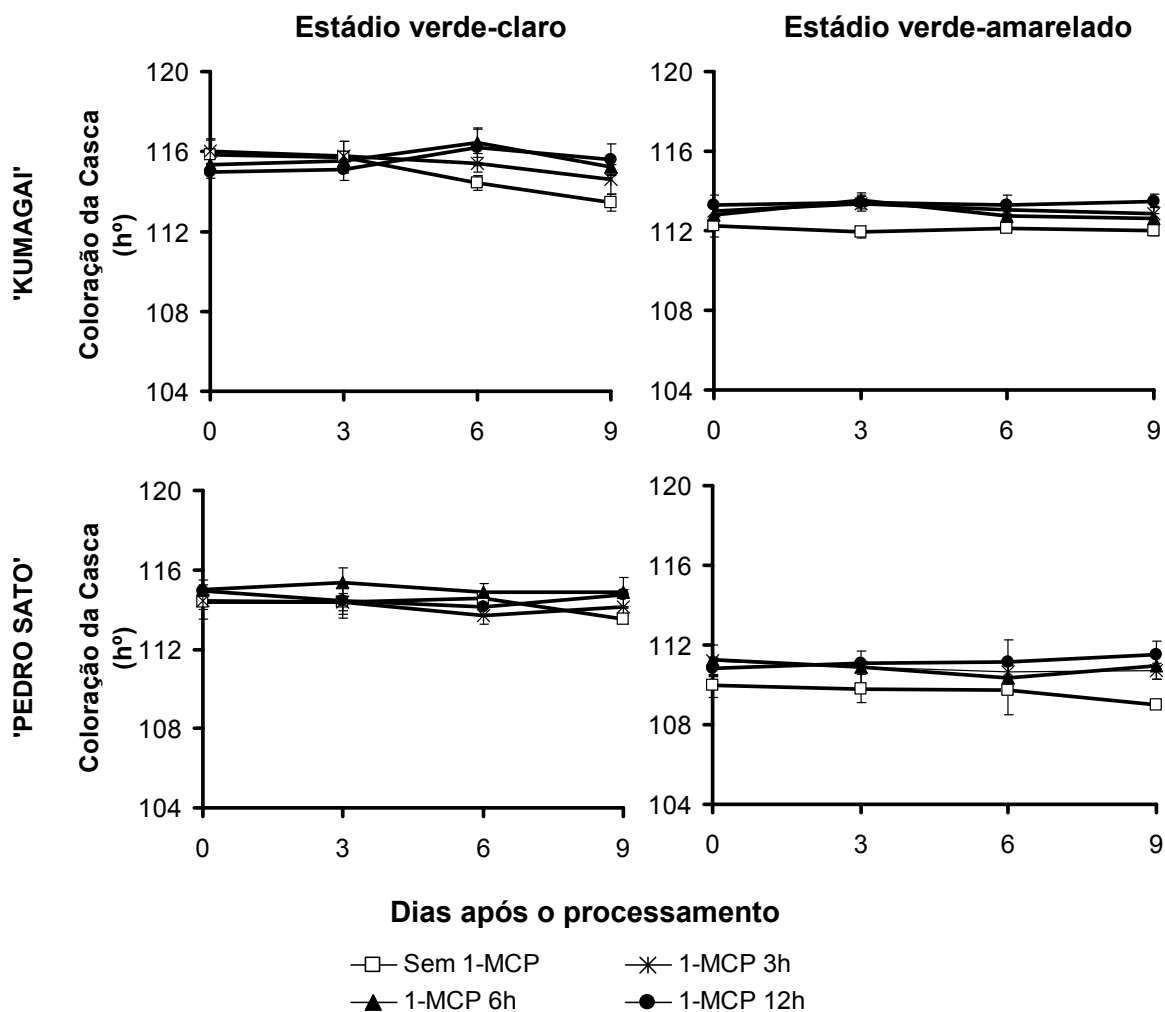 Estádio verde-claro
Estádio verde-amarelado
'KUMAGAI'
Coloração da Casca
(hº)
120
116
112
108
104
0 3 6 9
120
116
112
108
104
0 3 6 9
'PEDRO SATO'
Coloração da Casca
(hº)
120
116
112
108
104
0 3 6 9
120
116
112
108
104
0 3 6 9
Dias após o processamento
Sem 1-MCP
1-MCP 3h
1-MCP 6h
1-MCP 12h